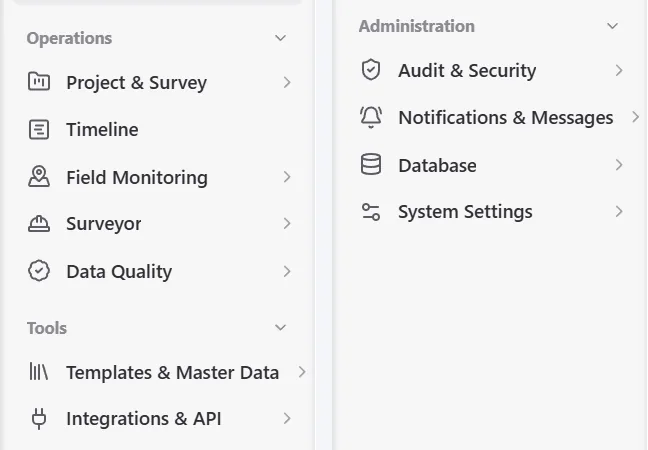 Operations
Project & Survey
Timeline
Field Monitoring
Surveyor
Data Quality
Tools
Templates & Master Data
Integrations & API
Administration
Audit & Security
Notifications & Messages
Database
System Settings